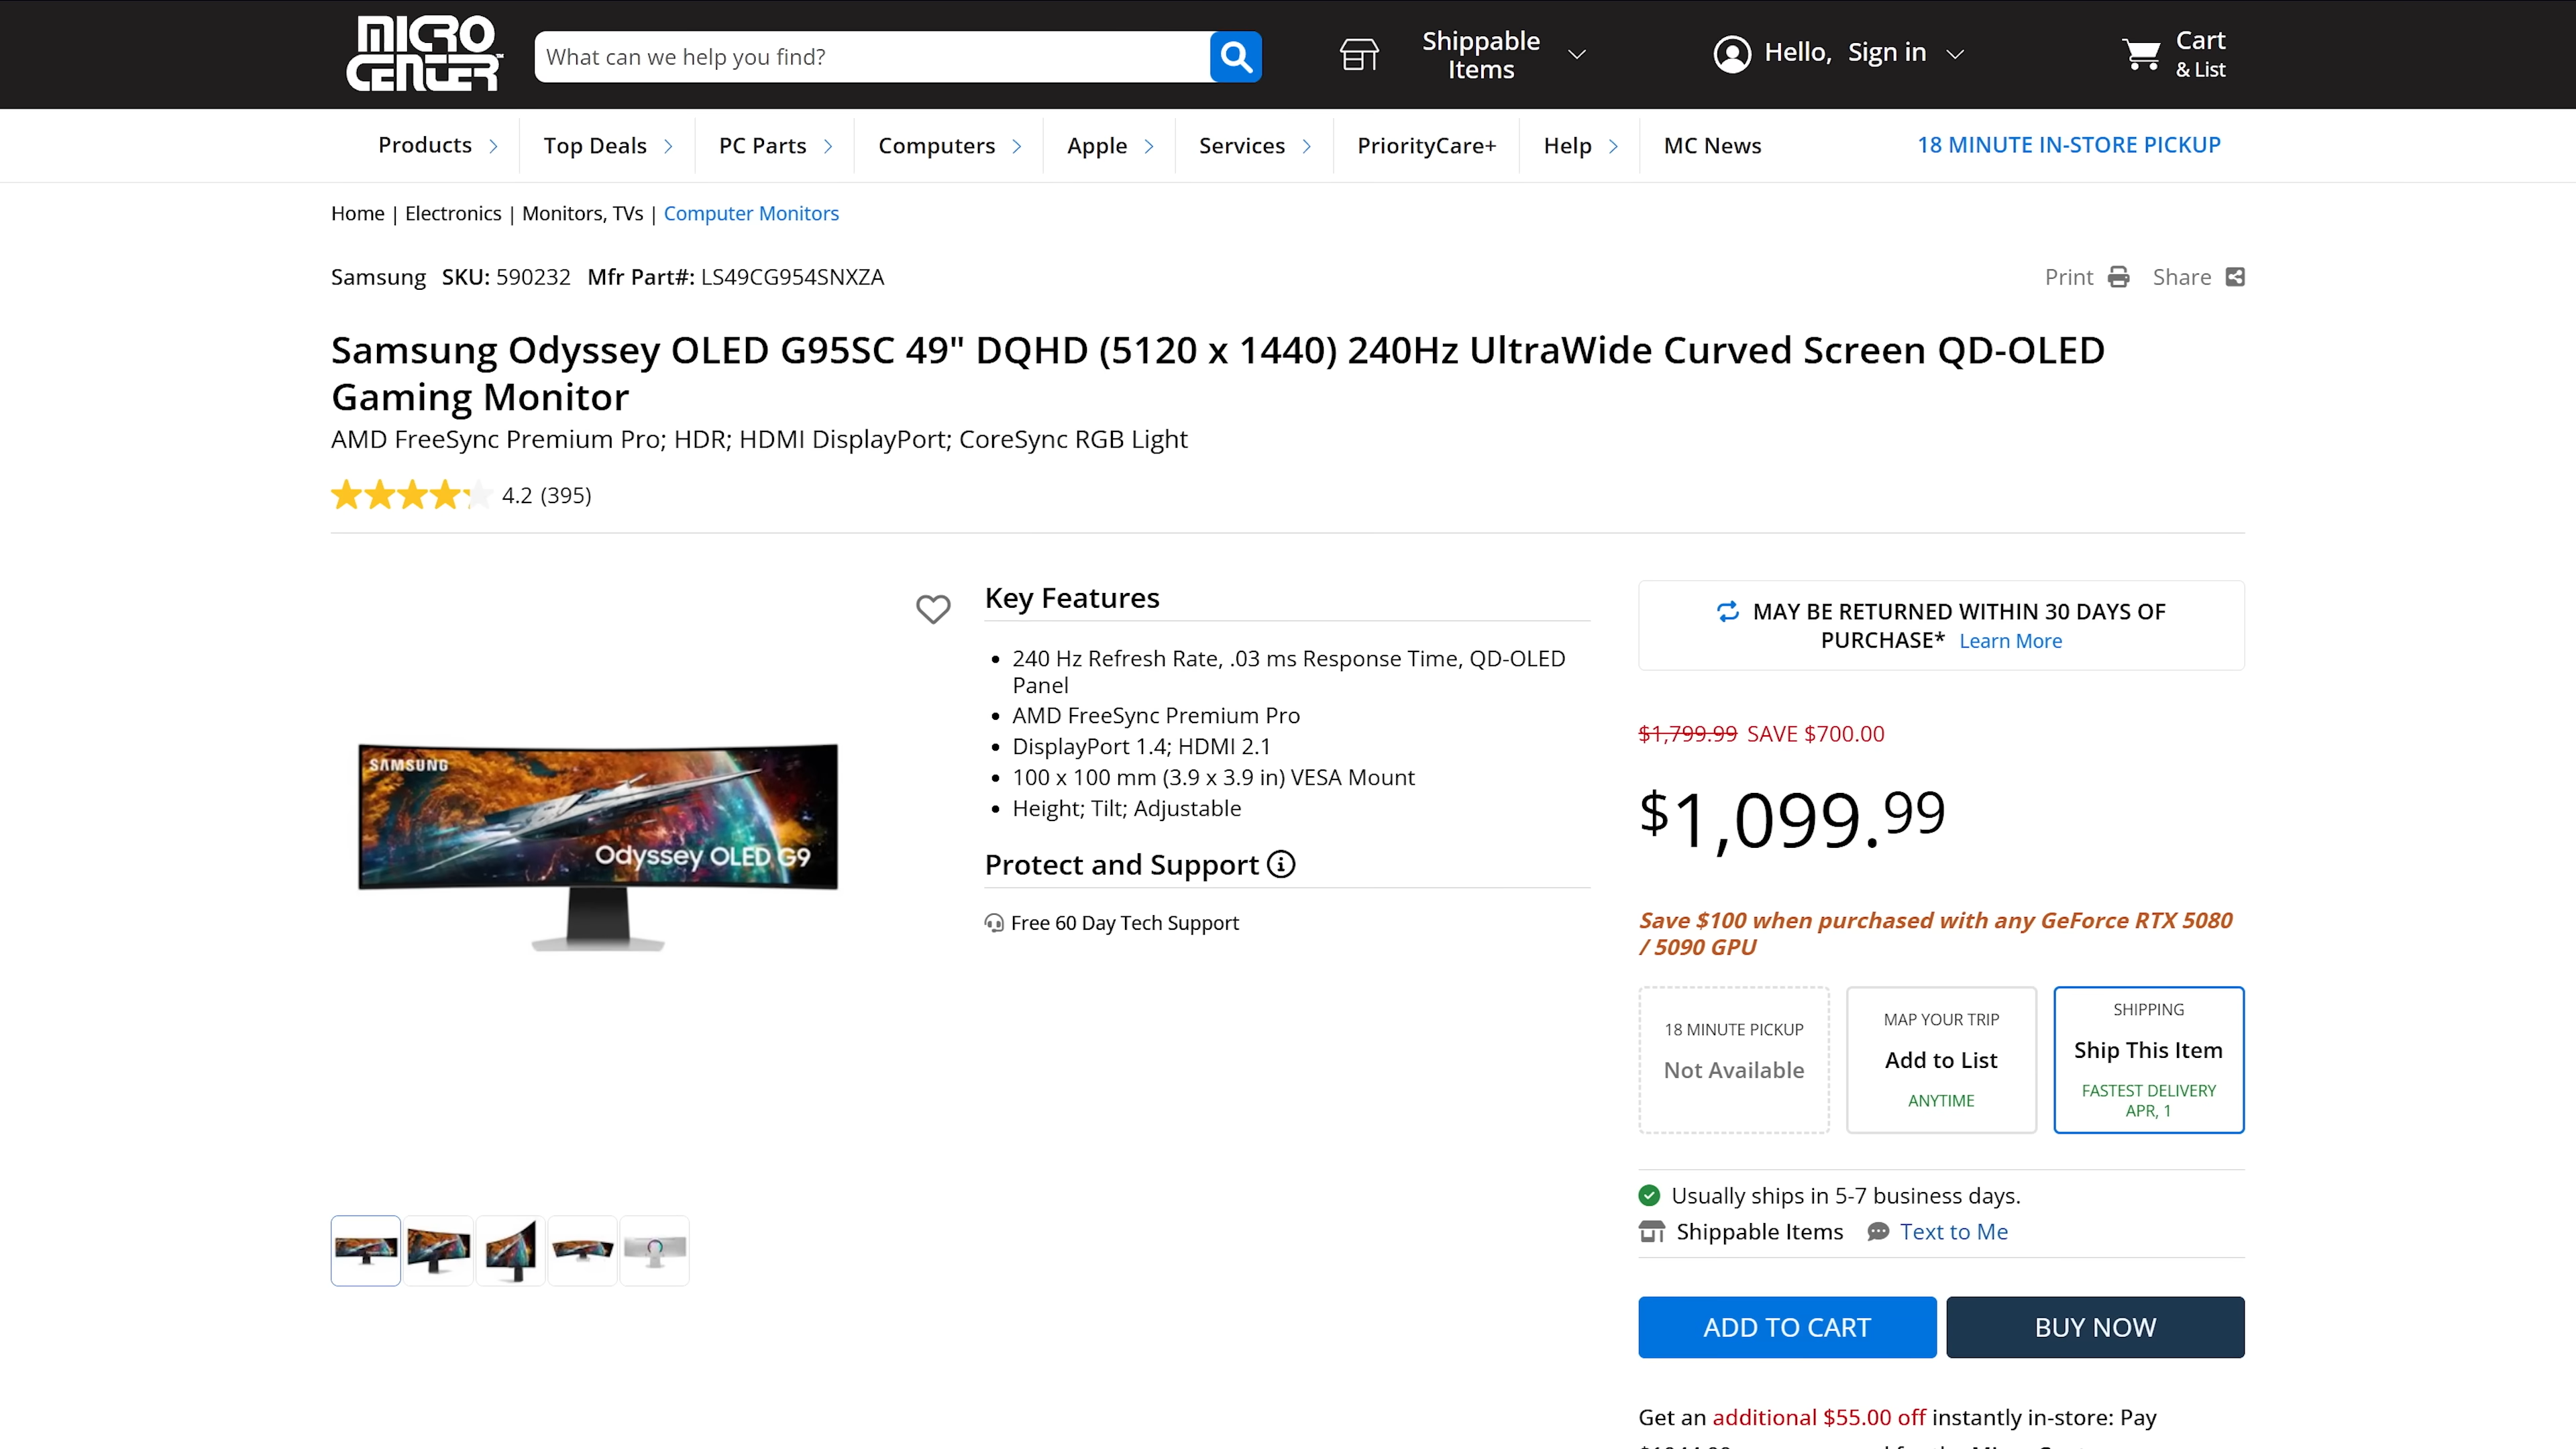 MICRO
CENTER
What can we help you find?
Shippable
Items
Hello, Sign in
Cart
& List
Products
Top Deals
PC Parts
Computers
Apple
Services
PriorityCare+
Help
MC News
18 MINUTE IN-STORE PICKUP
Home | Electronics | Monitors, TVs | Computer Monitors
Samsung SKU: 590232 Mfr Part#: LS49CG954SNXZA
Print
Share
Samsung Odyssey OLED G95SC 49" DQHD (5120 x 1440) 240Hz UltraWide Curved Screen QD-OLED
Gaming Monitor
AMD FreeSync Premium Pro; HDR; HDMI DisplayPort; CoreSync RGB Light
4.2 (395)
SAMSUNG
Odyssey OLED G9
Key Features
240 Hz Refresh Rate, .03 ms Response Time, QD-OLED
Panel
AMD FreeSync Premium Pro
DisplayPort 1.4; HDMI 2.1
100 x 100 mm (3.9 x 3.9 in) VESA Mount
Height; Tilt; Adjustable
Protect and Support
Free 60 Day Tech Support
MAY BE RETURNED WITHIN 30 DAYS OF
PURCHASE* Learn More
$1,799.99 SAVE $700.00
$1,099.99
Save $100 when purchased with any GeForce RTX 5080
/ 5090 GPU
18 MINUTE PICKUP
Not Available
MAP YOUR TRIP
Add to List
ANYTIME
SHIPPING
Ship This Item
FASTEST DELIVERY
APR, 1
Usually ships in 5-7 business days.
Shippable Items
Text to Me
ADD TO CART
BUY NOW
Get an additional $55.00 off instantly in-store: Pay